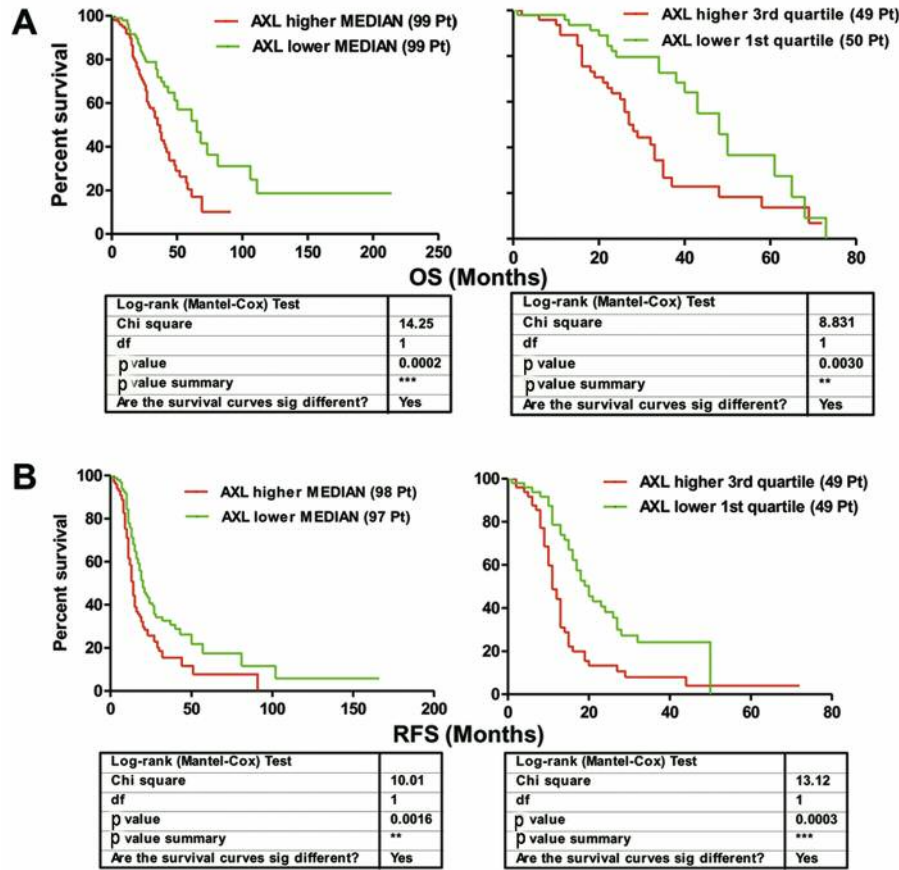 A
AXL higher MEDIAN (99 Pt)
AXL lower MEDIAN (99 Pt)
Percent survival
100
80
60
40
20
0
0 50 100 150 200 250
AXL higher 3rd quartile (49 Pt)
AXL lower 1st quartile (50 Pt)
0 20 40 60 80
OS (Months)
Log-rank (Mantel-Cox) Test
Chi square 14.25
df 1
p value 0.0002
p value summary ***
Are the survival curves sig different? Yes
Log-rank (Mantel-Cox) Test
Chi square 8.831
df 1
p value 0.0030
p value summary **
Are the survival curves sig different? Yes
B
AXL higher MEDIAN (98 Pt)
AXL lower MEDIAN (97 Pt)
Percent survival
100
80
60
40
20
0
0 50 100 150 200
AXL higher 3rd quartile (49 Pt)
AXL lower 1st quartile (49 Pt)
100
80
60
40
20
0
0 20 40 60 80
RFS (Months)
Log-rank (Mantel-Cox) Test
Chi square 10.01
df 1
p value 0.0016
p value summary **
Are the survival curves sig different? Yes
Log-rank (Mantel-Cox) Test
Chi square 13.12
df 1
p value 0.0003
p value summary ***
Are the survival curves sig different? Yes